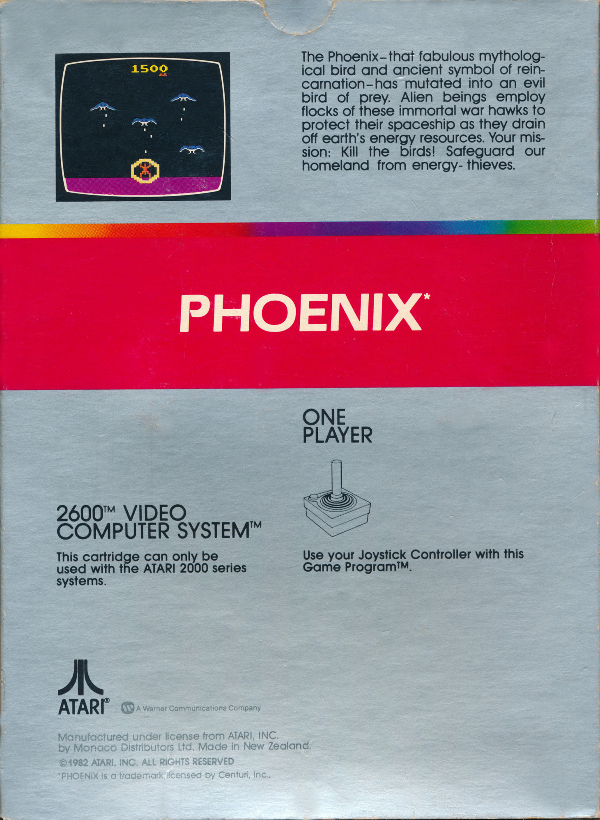 1500
The Phoenix–that fabulous mytholog-
ical bird and ancient symbol of rein-
carnation–has mutated into an evil
bird of prey. Alien beings employ
flocks of these immortal war hawks to
protect their spaceship as they drain
off earth's energy resources. Your mis-
sion: Kill the birds! Safeguard our
homeland from energy- thieves.
PHOENIX*
ONE
PLAYER
2600™ VIDEO
COMPUTER SYSTEM™
This cartridge can only be
used with the ATARI 2000 series
systems.
Use your Joystick Controller with this
Game Program™.
ATARI®
A Warner Communications Company
Manufactured under license from ATARI, INC.
by Monaco Distributors Ltd. Made in New Zealand.
©1982 ATARI, INC. ALL RIGHTS RESERVED
*PHOENIX is a trademark licensed by Centuri, Inc..